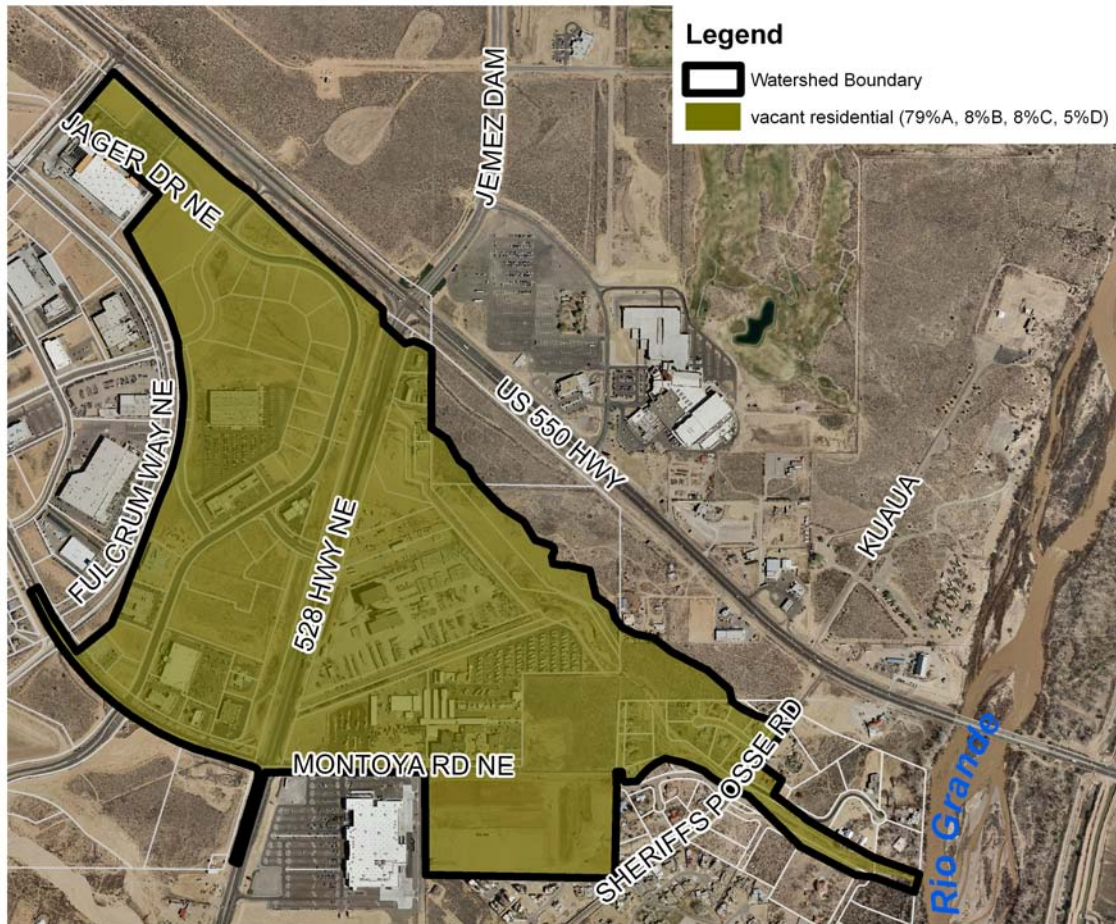 Legend
Watershed Boundary
vacant residential (79%A, 8%B, 8%C, 5%D)
JAGER DR NE
JEMEZ DAM
US 550 HWY
FULCRUM WAY NE
528 HWY NE
KUAUA
MONTOYA RD NE
SHERIFFS POSSE RD
Rio Grande